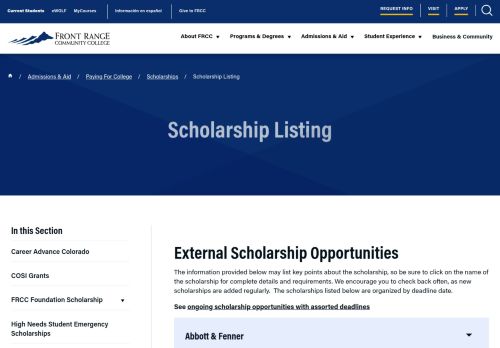 Current Students eWOLF MyCourses Información en español Give to FRCC REQUEST INFO VISIT APPLY
FRONT RANGE
COMMUNITY COLLEGE
About FRCC Programs & Degrees Admissions & Aid Student Experience Business & Community
/ Admissions & Aid / Paying For College / Scholarships / Scholarship Listing
Scholarship Listing
In this Section
Career Advance Colorado
COSI Grants
FRCC Foundation Scholarship
High Needs Student Emergency
Scholarships
External Scholarship Opportunities
The information provided below may list key points about the scholarship, so be sure to click on the name of
the scholarship for complete details and requirements. We encourage you to check back often, as new
scholarships are added regularly. The scholarships listed below are organized by deadline date.
See ongoing scholarship opportunities with assorted deadlines
Abbott & Fenner